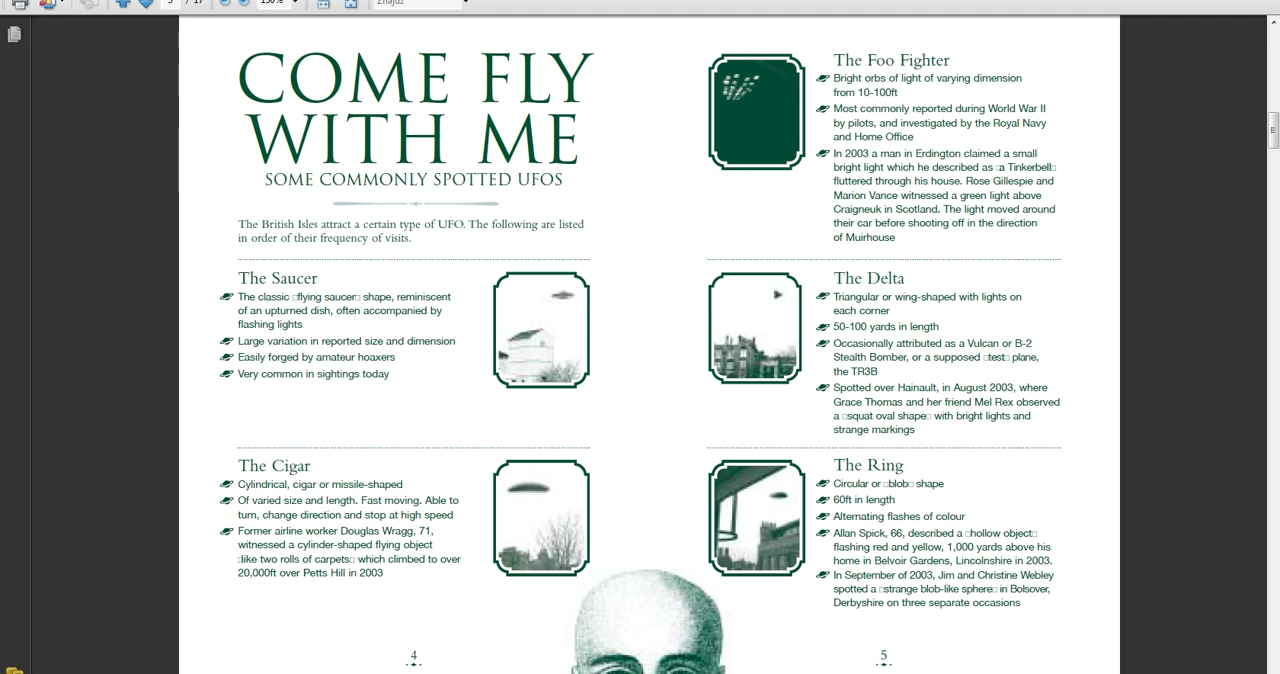 5 / 17
150%
Znajdź
COME FLY
WITH ME
SOME COMMONLY SPOTTED UFOS
The British Isles attract a certain type of UFO. The following are listed
in order of their frequency of visits.
The Saucer
The classic □flying saucer□ shape, reminiscent
of an upturned dish, often accompanied by
flashing lights
Large variation in reported size and dimension
Easily forged by amateur hoaxers
Very common in sightings today
The Cigar
Cylindrical, cigar or missile-shaped
Of varied size and length. Fast moving. Able to
turn, change direction and stop at high speed
Former airline worker Douglas Wragg, 71,
witnessed a cylinder-shaped flying object
□like two rolls of carpets□ which climbed to over
20,000ft over Petts Hill in 2003
4
The Foo Fighter
Bright orbs of light of varying dimension
from 10-100ft
Most commonly reported during World War II
by pilots, and investigated by the Royal Navy
and Home Office
In 2003 a man in Erdington claimed a small
bright light which he described as □a Tinkerbell□
fluttered through his house. Rose Gillespie and
Marion Vance witnessed a green light above
Craigneuk in Scotland. The light moved around
their car before shooting off in the direction
of Muirhouse
The Delta
Triangular or wing-shaped with lights on
each corner
50-100 yards in length
Occasionally attributed as a Vulcan or B-2
Stealth Bomber, or a supposed □test□ plane,
the TR3B
Spotted over Hainault, in August 2003, where
Grace Thomas and her friend Mel Rex observed
a □squat oval shape□ with bright lights and
strange markings
The Ring
Circular or □blob□ shape
60ft in length
Alternating flashes of colour
Allan Spick, 66, described a □hollow object□
flashing red and yellow, 1,000 yards above his
home in Belvoir Gardens, Lincolnshire in 2003.
In September of 2003, Jim and Christine Webley
spotted a □strange blob-like sphere□ in Bolsover,
Derbyshire on three separate occasions
5